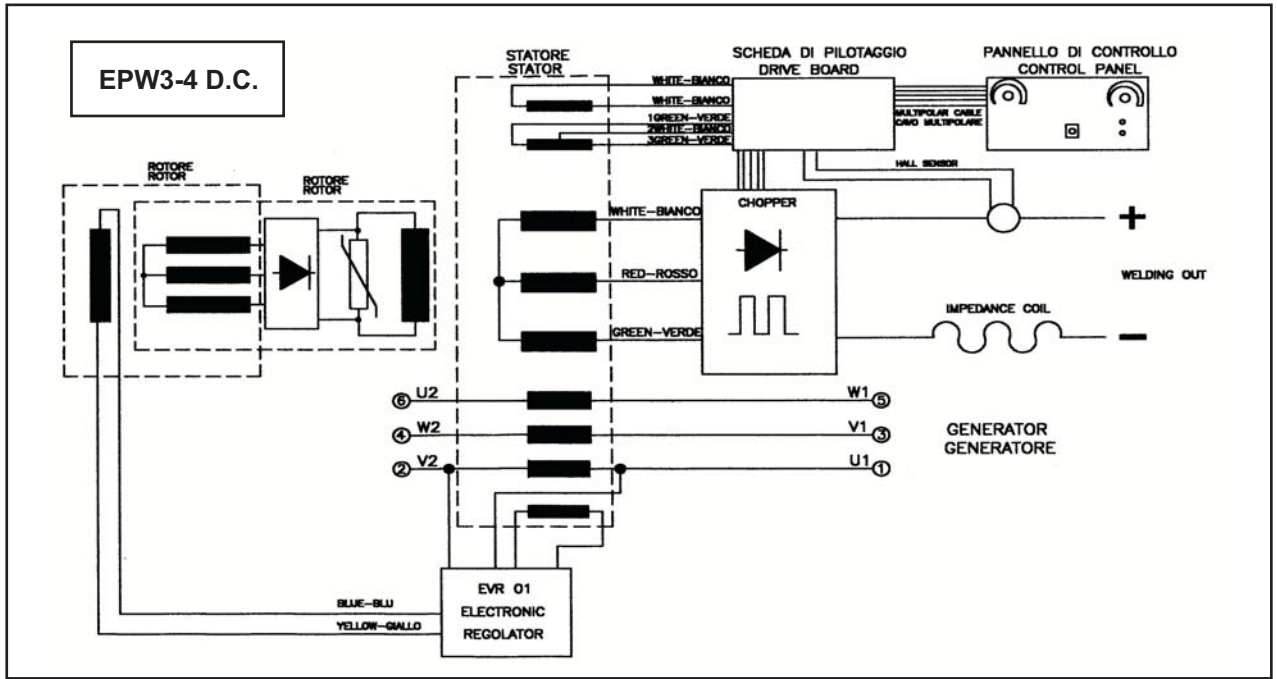 EPW3-4 D.C.
STATORE
STATOR
SCHEDA DI PILOTAGGIO
DRIVE BOARD
PANNELLO DI CONTROLLO
CONTROL PANEL
WHITE-BIANCO
WHITE-BIANCO
1GREEN-VERDE
2WHITE-BIANCO
3GREEN-VERDE
MULTIPOLAR CABLE
CAVO MULTIPOLARE
HALL SENSOR
ROTORE
ROTOR
ROTORE
ROTOR
WHITE-BIANCO
CHOPPER
+
RED-ROSSO
WELDING OUT
GREEN-VERDE
IMPEDANCE COIL
-
6 U2
W1 5
4 W2
V1 3
2 V2
U1 1
GENERATOR
GENERATORE
EVR 01
ELECTRONIC
REGOLATOR
BLUE-BLU
YELLOW-GIALLO